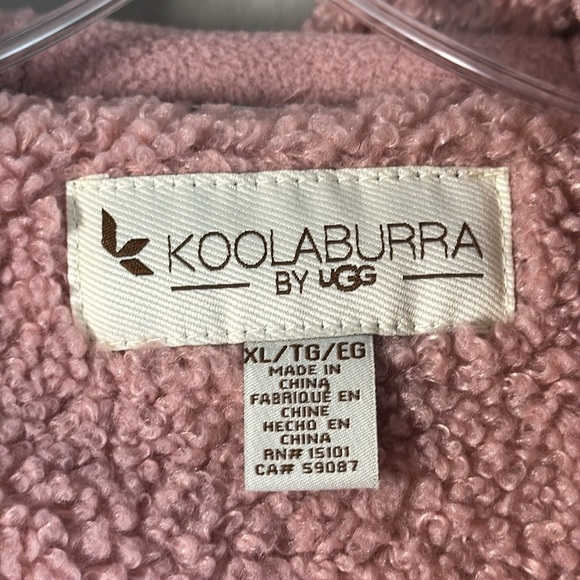 KOOLABURRA
BY UGG
XL/TG/EG
MADE IN
CHINA
FABRIQUÉ EN
CHINE
HECHO EN
CHINA
RN# 15101
CA# 59087